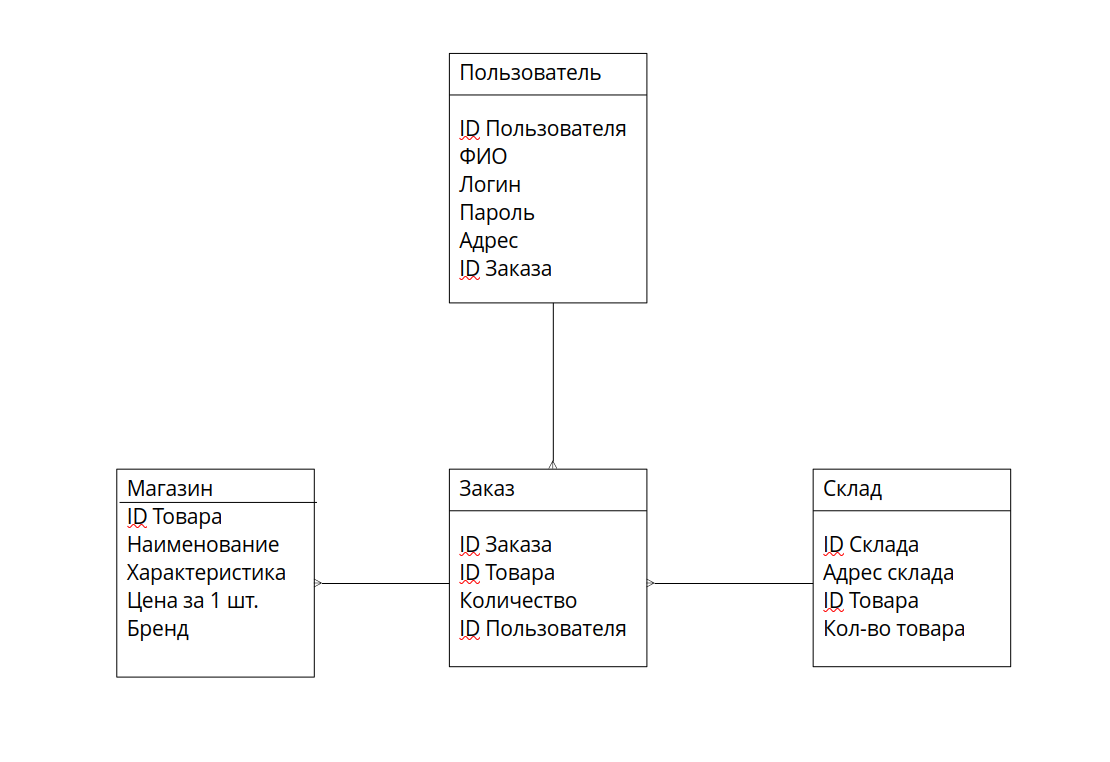 Пользователь
ID Пользователя
ФИО
Логин
Пароль
Адрес
ID Заказа
Магазин
ID Товара
Наименование
Характеристика
Цена за 1 шт.
Бренд
Заказ
ID Заказа
ID Товара
Количество
ID Пользователя
Склад
ID Склада
Адрес склада
ID Товара
Кол-во товара